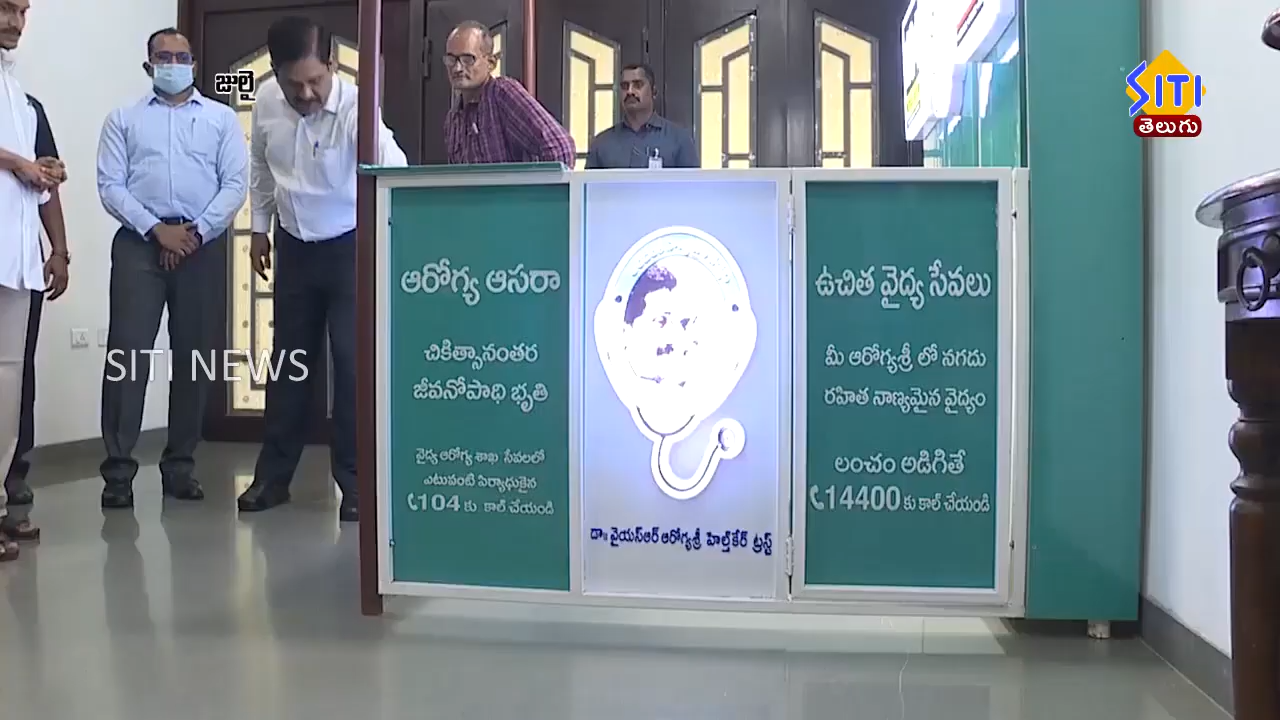 జులై
SITI
తెలుగు
SITI NEWS
ఆరోగ్య ఆసరా
చికిత్సానంతర
జీవనోపాధి భృతి
వైద్య ఆరోగ్య శాఖ సేవలలో
ఎటువంటి ఫిర్యాధుకైన
104 కు కాల్ చేయండి
డా॥ వైయస్ఆర్ ఆరోగ్యశ్రీ హెల్త్‌కేర్ ట్రస్ట్
ఉచిత వైద్య సేవలు
మీ ఆరోగ్యశ్రీ లో నగదు
రహిత నాణ్యమైన వైద్యం
లంచం అడిగితే
14400 కు కాల్ చేయండి